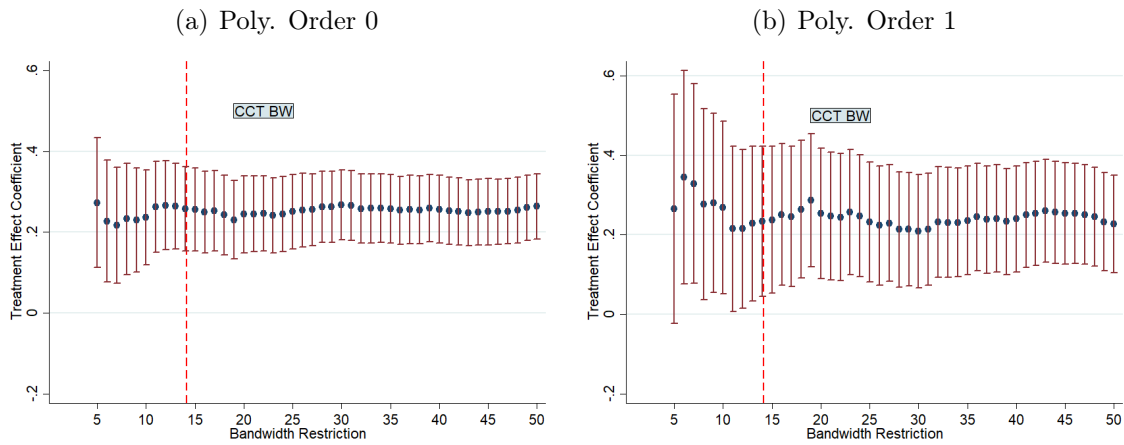 (a) Poly. Order 0
(b) Poly. Order 1
Treatment Effect Coefficient
.6
.4
.2
0
-.2
CCT BW
5 10 15 20 25 30 35 40 45 50
Bandwidth Restriction
Treatment Effect Coefficient
.6
.4
.2
0
-.2
CCT BW
5 10 15 20 25 30 35 40 45 50
Bandwidth Restriction